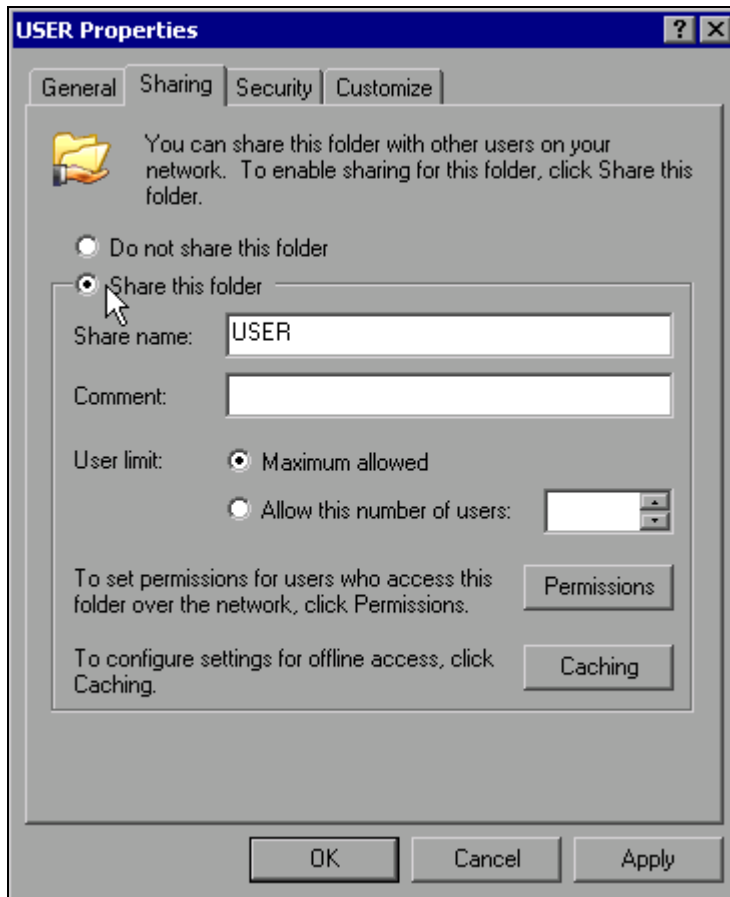 USER Properties
General Sharing Security Customize
You can share this folder with other users on your
network. To enable sharing for this folder, click Share this
folder.
Do not share this folder
Share this folder
Share name: USER
Comment:
User limit: Maximum allowed
Allow this number of users:
To set permissions for users who access this
folder over the network, click Permissions.
Permissions
To configure settings for offline access, click
Caching.
Caching
OK Cancel Apply